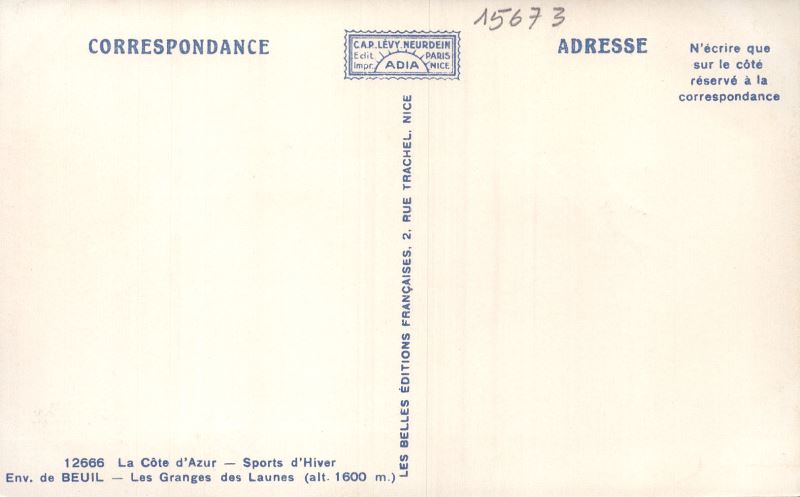 15673
CORRESPONDANCE
C.A.P. LÉVY. NEURDEIN
Edit. PARIS
Impr. ADIA NICE
ADRESSE
N'écrire que
sur le côté
réservé à la
correspondance
LES BELLES ÉDITIONS FRANÇAISES. 2. RUE TRACHEL. NICE
12666 La Côte d'Azur — Sports d'Hiver
Env. de BEUIL — Les Granges des Launes (alt. 1600 m.)